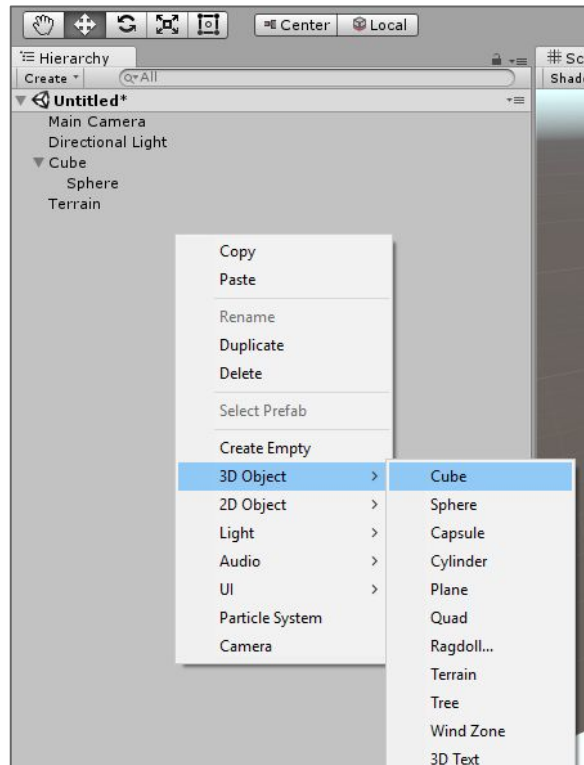 Center Local
Hierarchy # Sc
Create All Shad
Untitled*
Main Camera
Directional Light
Cube
Sphere
Terrain
Copy
Paste
Rename
Duplicate
Delete
Select Prefab
Create Empty
3D Object
2D Object
Light
Audio
UI
Particle System
Camera
Cube
Sphere
Capsule
Cylinder
Plane
Quad
Ragdoll...
Terrain
Tree
Wind Zone
3D Text